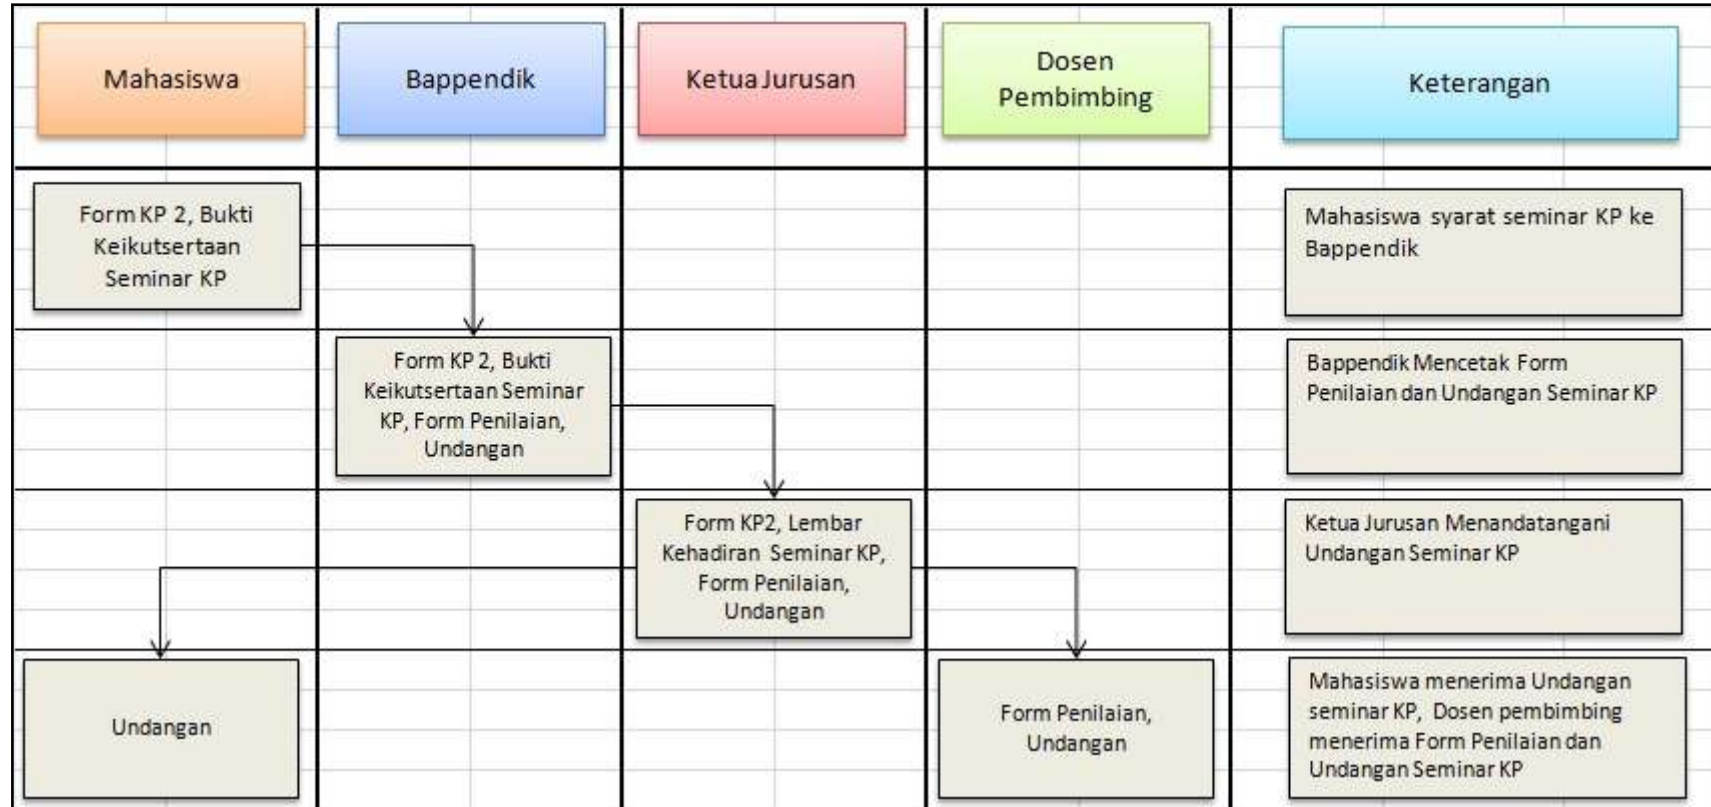 Mahasiswa
Bappendik
Ketua Jurusan
Dosen
Pembimbing
Keterangan
Form KP 2, Bukti
Keikutsertaan
Seminar KP
Mahasiswa syarat seminar KP ke
Bappendik
Form KP 2, Bukti
Keikutsertaan Seminar
KP, Form Penilaian,
Undangan
Bappendik Mencetak Form
Penilaian dan Undangan Seminar KP
Form KP2, Lembar
Kehadiran Seminar KP,
Form Penilaian,
Undangan
Ketua Jurusan Menandatangani
Undangan Seminar KP
Undangan
Form Penilaian,
Undangan
Mahasiswa menerima Undangan
seminar KP, Dosen pembimbing
menerima Form Penilaian dan
Undangan Seminar KP